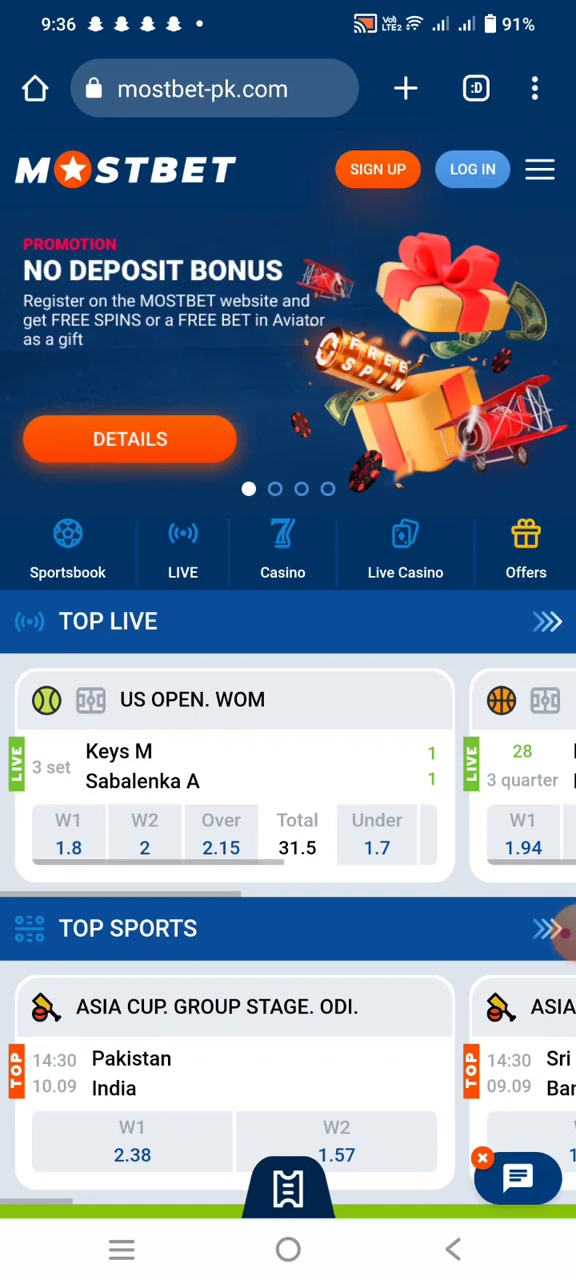 9:36
VoI) LTE2
91%
mostbet-pk.com
:D
MOSTBET
SIGN UP
LOG IN
PROMOTION
NO DEPOSIT BONUS
Register on the MOSTBET website and
get FREE SPINS or a FREE BET in Aviator
as a gift
FREE
SPIN
DETAILS
Sportsbook
LIVE
Casino
Live Casino
Offers
TOP LIVE
US OPEN. WOM
LIVE
3 set
Keys M 1
Sabalenka A 1
W1 W2 Over Total Under
1.8 2 2.15 31.5 1.7
LIVE
28
3 quarter
W1
1.94
TOP SPORTS
ASIA CUP. GROUP STAGE. ODI.
TOP
14:30 Pakistan
10.09 India
W1 W2
2.38 1.57
ASIA
TOP
14:30 Sri
09.09 Bar